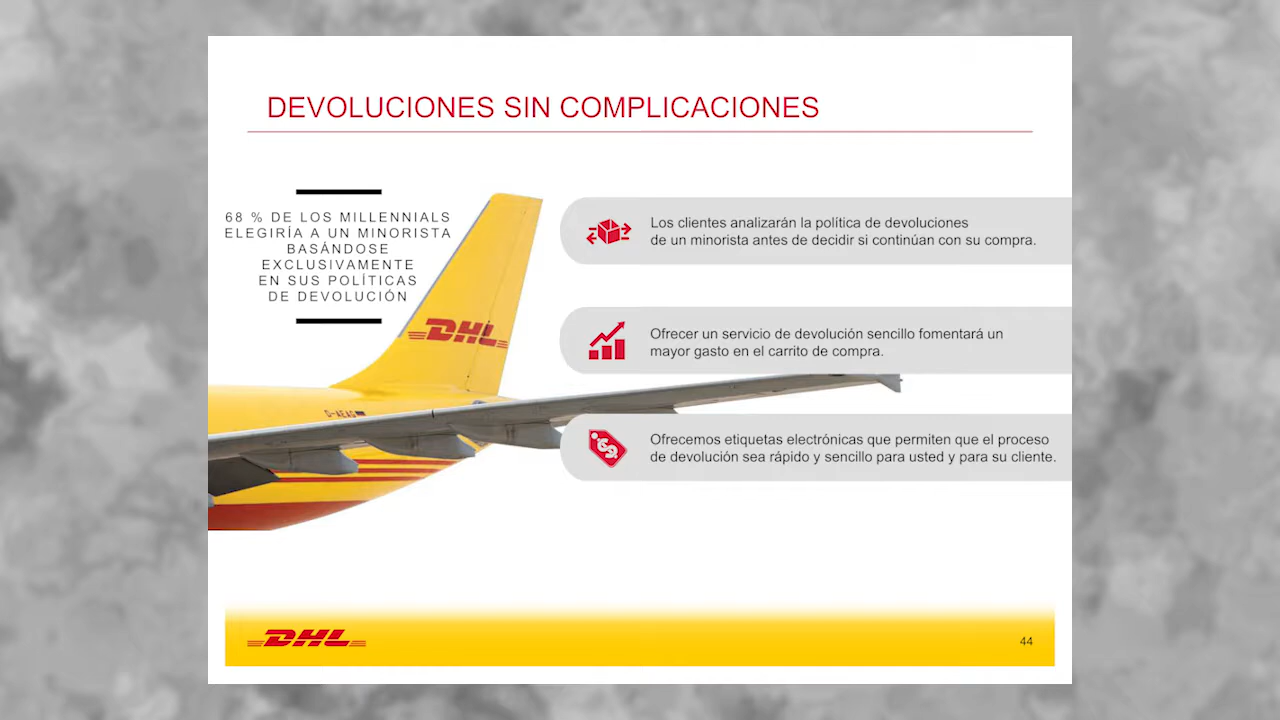 DEVOLUCIONES SIN COMPLICACIONES
68 % DE LOS MILLENNIALS
ELEGIRÍA A UN MINORISTA
BASÁNDOSE
EXCLUSIVAMENTE
EN SUS POLÍTICAS
DE DEVOLUCIÓN
DHL
G-AEAG
Los clientes analizarán la política de devoluciones
de un minorista antes de decidir si continúan con su compra.
Ofrecer un servicio de devolución sencillo fomentará un
mayor gasto en el carrito de compra.
$
Ofrecemos etiquetas electrónicas que permiten que el proceso
de devolución sea rápido y sencillo para usted y para su cliente.
DHL
44